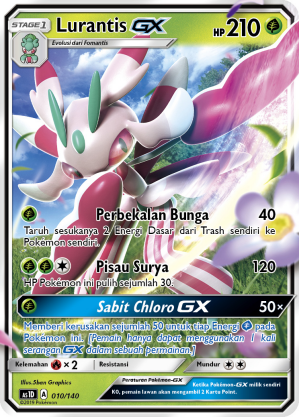 STAGE 1 Lurantis GX HP 210
Evolusi dari Fomantis
Perbekalan Bunga 40
Taruh sesukanya 2 Energi Dasar dari Trash sendiri ke
Pokémon sendiri.
Pisau Surya 120
HP Pokémon ini pulih sejumlah 30.
Sabit Chloro GX 50×
Memberi kerusakan sejumlah 50 untuk tiap Energi pada
Pokémon ini [Pemain hanya dapat menggunakan 1 kali
serangan GX dalam sebuah permainan.]
Kelemahan × 2 Resistansi Mundur
Illus.5ban Graphics
Peraturan Pokémon-GX
AS1D A 010/140
Ketika Pokémon-GX milik sendiri
KO, pemain lawan akan mengambil 2 Kartu Point.
©2019 Pokémon